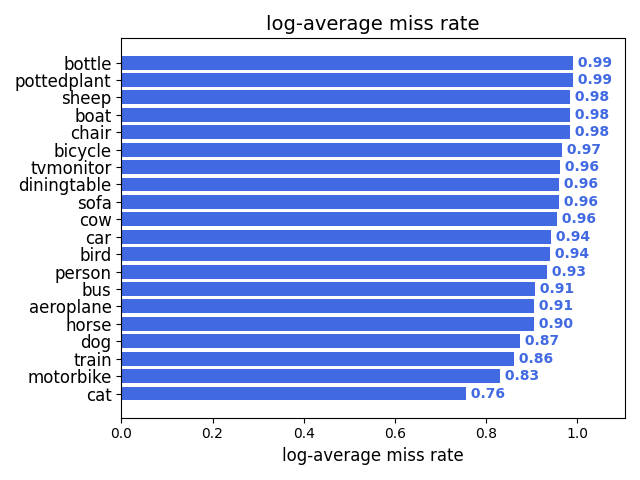 log-average miss rate
bottle 0.99
pottedplant 0.99
sheep 0.98
boat 0.98
chair 0.98
bicycle 0.97
tvmonitor 0.96
diningtable 0.96
sofa 0.96
cow 0.96
car 0.94
bird 0.94
person 0.93
bus 0.91
aeroplane 0.91
horse 0.90
dog 0.87
train 0.86
motorbike 0.83
cat 0.76
0.0 0.2 0.4 0.6 0.8 1.0
log-average miss rate